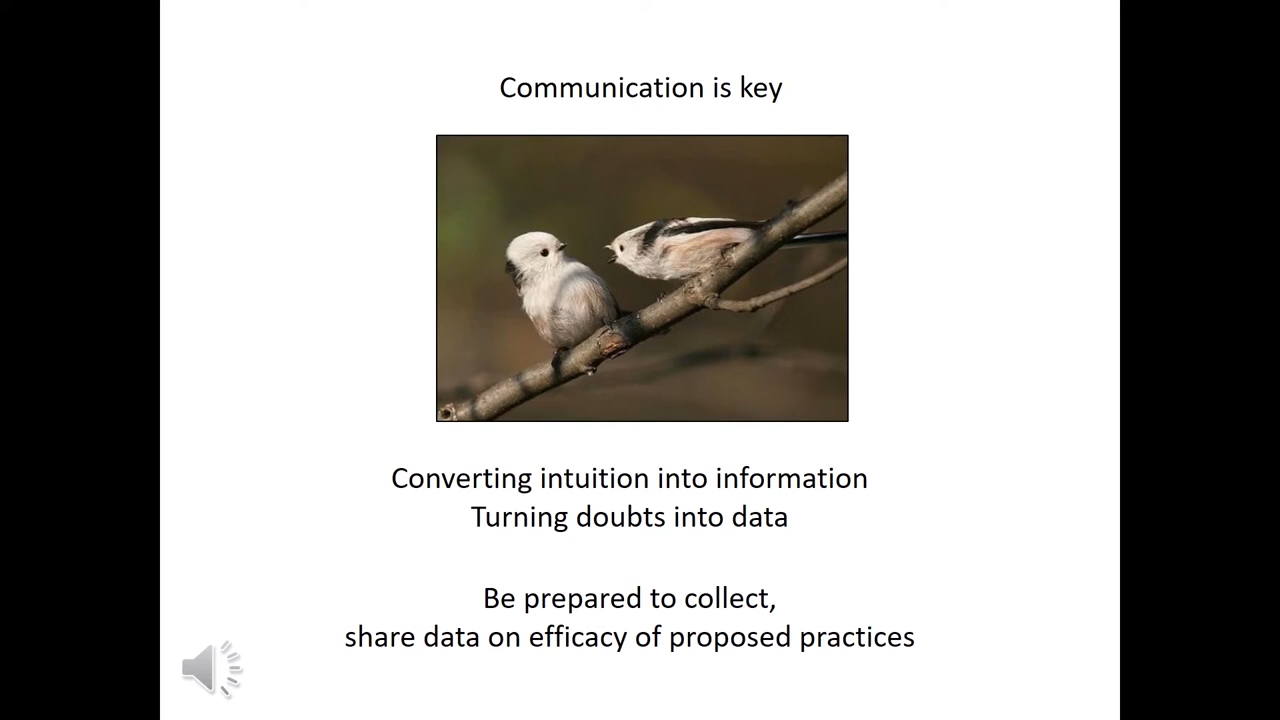 Communication is key
Converting intuition into information
Turning doubts into data
Be prepared to collect,
share data on efficacy of proposed practices